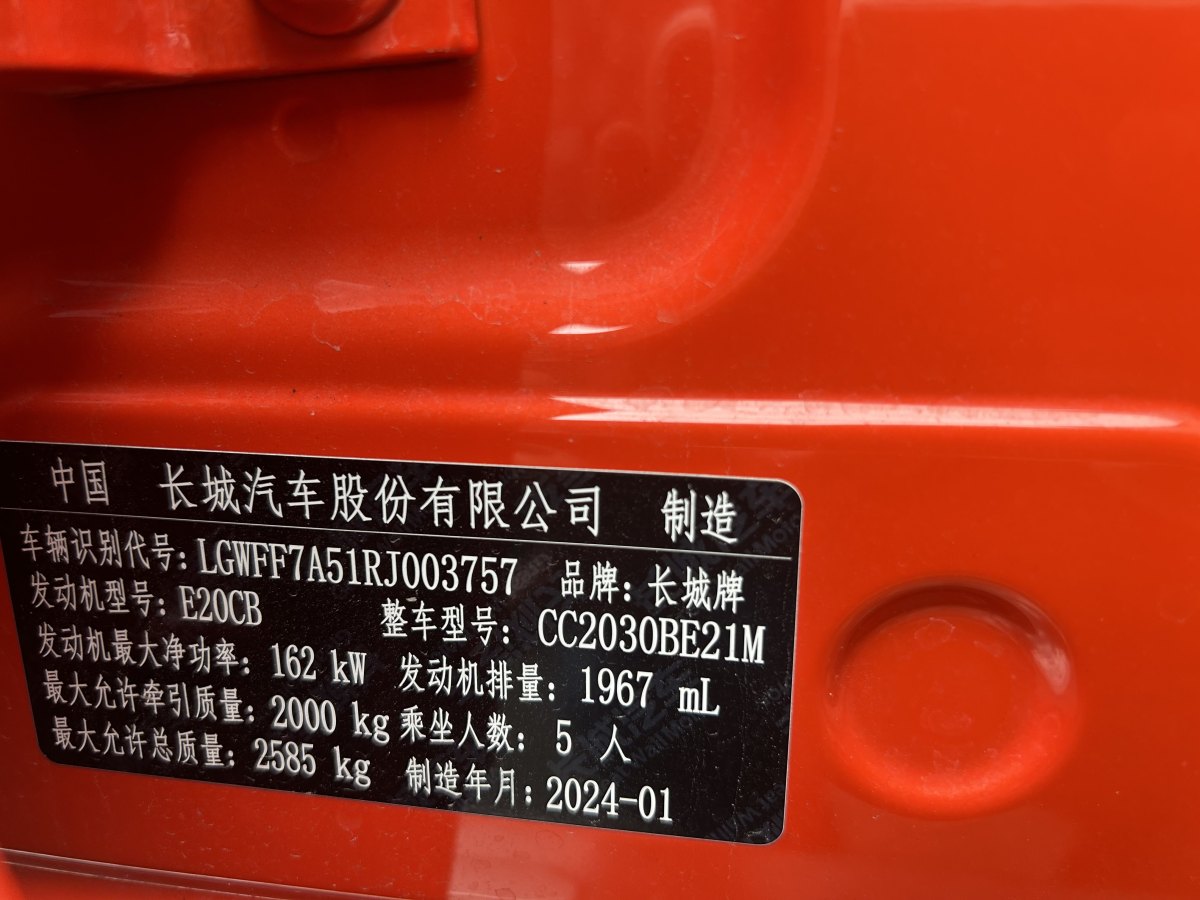 中国 长城汽车股份有限公司 制造
车辆识别代号: LGWFF7A51RJ003757 品牌: 长城牌
发动机型号: E20CB 整车型号: CC2030BE21M
发动机最大净功率: 162 kW 发动机排量: 1967 mL
最大允许牵引质量: 2000 kg 乘坐人数: 5 人
最大允许总质量: 2585 kg 制造年月: 2024-01